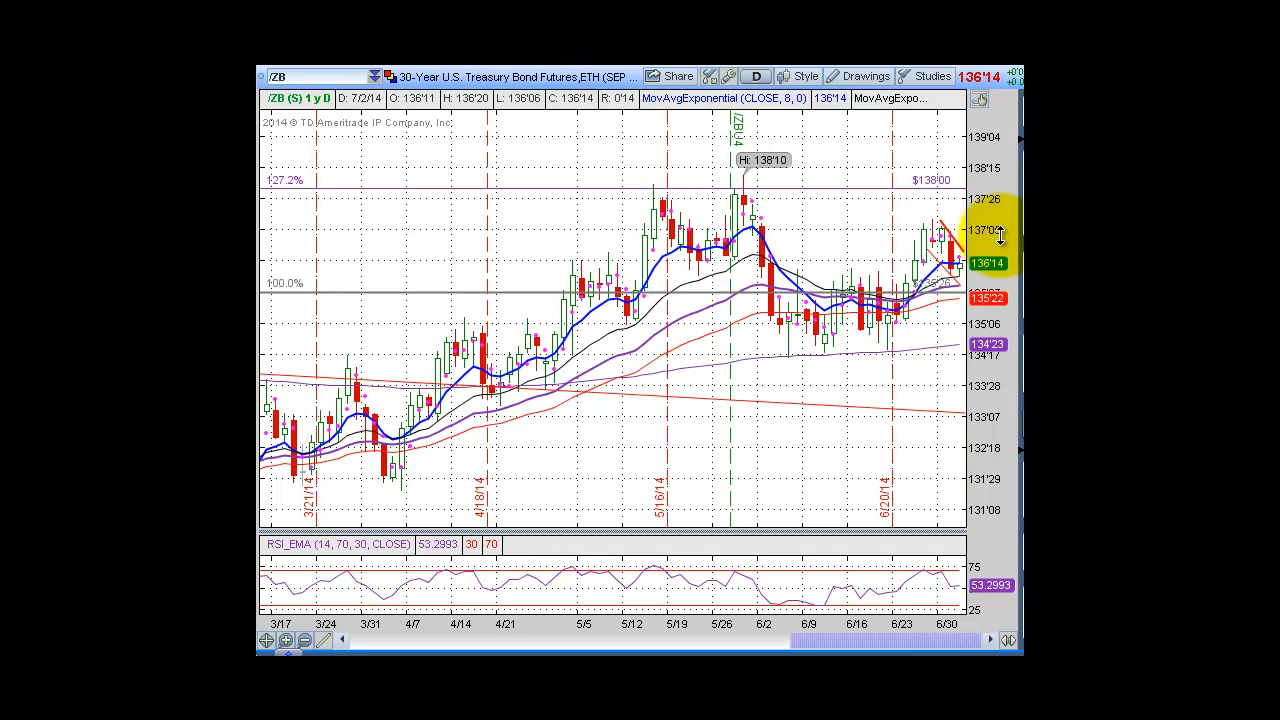 /ZB 30-Year U.S. Treasury Bond Futures,ETH (SEP ... Share D Style Drawings Studies 136'14
/ZB (S) 1 y D D: 7/2/14 O: 136'11 H: 136'20 L: 136'06 C: 136'14 R: 0'14 MovAvgExponential (CLOSE, 8, 0) 136'14 MovAvgExpo...
2014 © TD Ameritrade IP Company, Inc.
/ZBU4
139'04
Hi: 138'10
138'15
127.2% $138'00
137'26
136'14
100.0% $135'26
135'22
135'06
134'23
134'17
133'28
133'07
132'18
131'29
131'08
3/21/14 4/18/14 5/16/14 6/20/14
RSI_EMA (14, 70, 30, CLOSE) 53.2993 30 70
75
53.2993
25
3/17 3/24 3/31 4/7 4/14 4/21 5/5 5/12 5/19 5/26 6/2 6/9 6/16 6/23 6/30